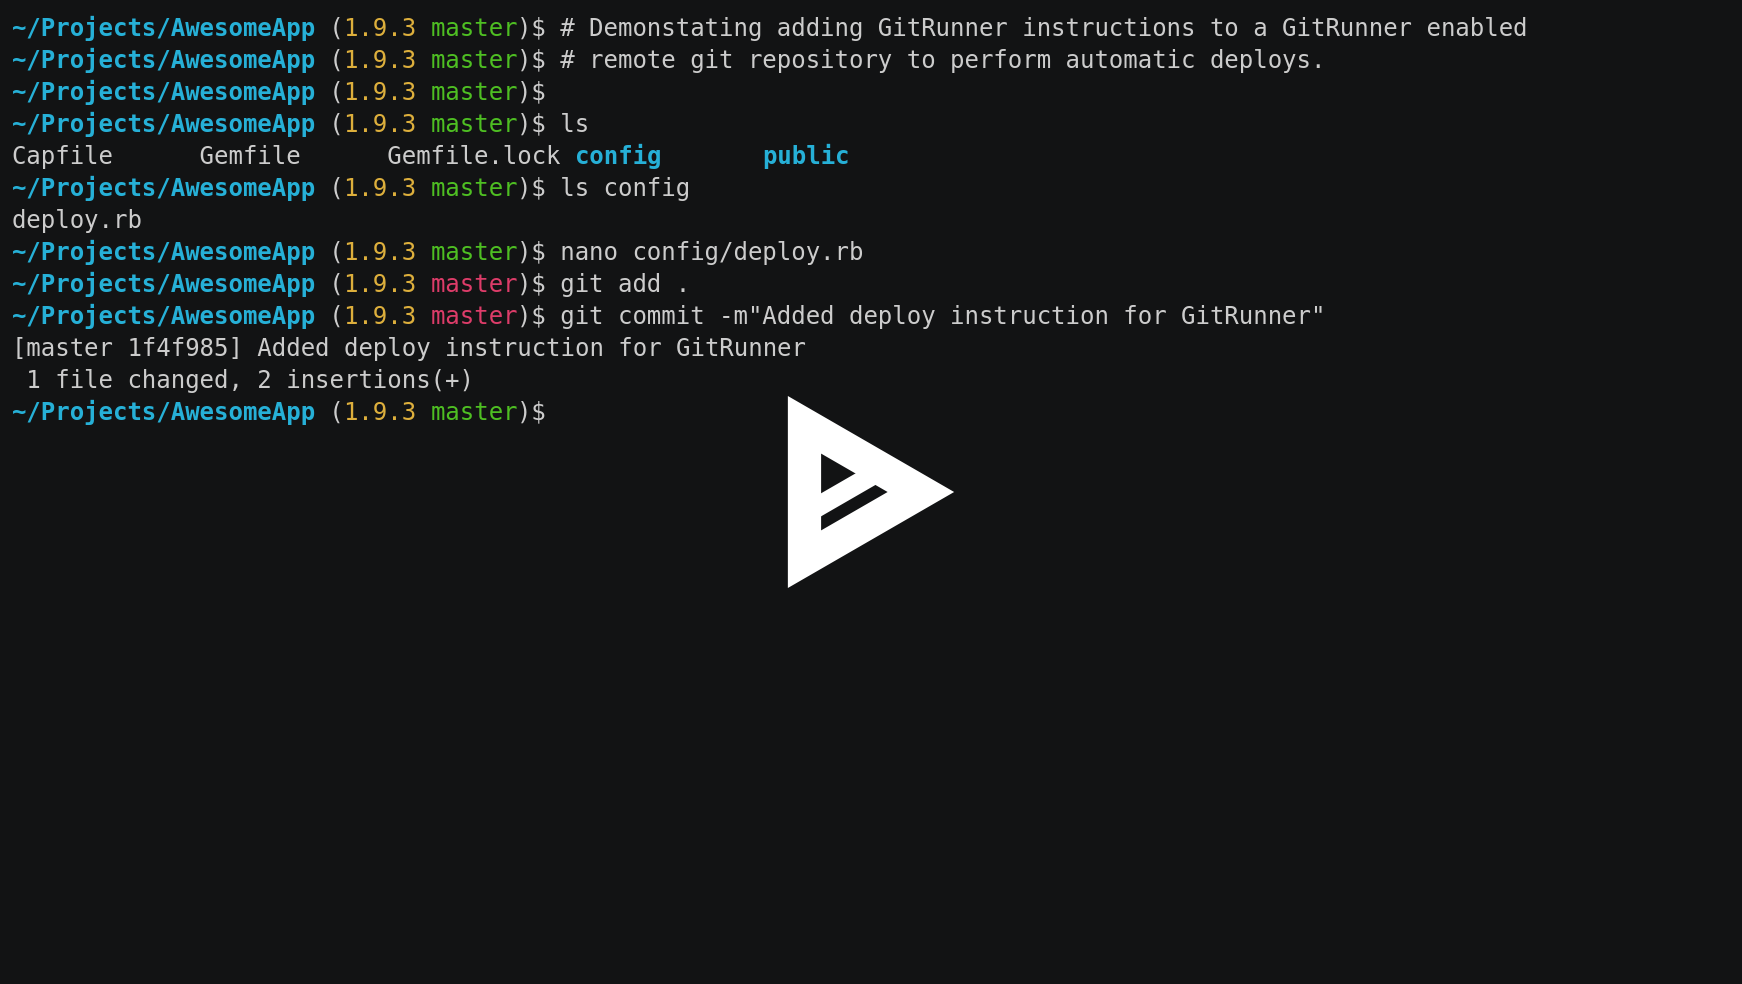 ~/Projects/AwesomeApp (1.9.3 master)$ # Demonstating adding GitRunner instructions to a GitRunner enabled
~/Projects/AwesomeApp (1.9.3 master)$ # remote git repository to perform automatic deploys.
~/Projects/AwesomeApp (1.9.3 master)$
~/Projects/AwesomeApp (1.9.3 master)$ ls
Capfile      Gemfile      Gemfile.lock config       public
~/Projects/AwesomeApp (1.9.3 master)$ ls config
deploy.rb
~/Projects/AwesomeApp (1.9.3 master)$ nano config/deploy.rb
~/Projects/AwesomeApp (1.9.3 master)$ git add .
~/Projects/AwesomeApp (1.9.3 master)$ git commit -m"Added deploy instruction for GitRunner"
[master 1f4f985] Added deploy instruction for GitRunner
 1 file changed, 2 insertions(+)
~/Projects/AwesomeApp (1.9.3 master)$